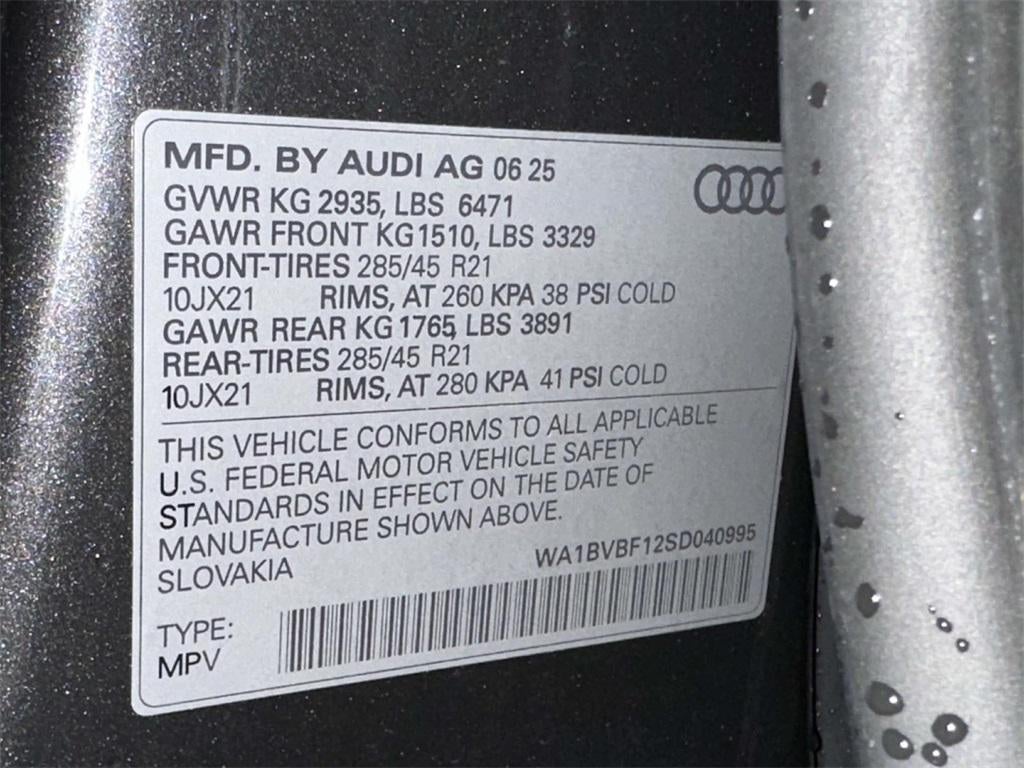 MFD. BY AUDI AG 06 25
GVWR KG 2935, LBS 6471
GAWR FRONT KG1510, LBS 3329
FRONT-TIRES 285/45 R21
10JX21 RIMS, AT 260 KPA 38 PSI COLD
GAWR REAR KG 1765, LBS 3891
REAR-TIRES 285/45 R21
10JX21 RIMS, AT 280 KPA 41 PSI COLD
THIS VEHICLE CONFORMS TO ALL APPLICABLE
U.S. FEDERAL MOTOR VEHICLE SAFETY
STANDARDS IN EFFECT ON THE DATE OF
MANUFACTURE SHOWN ABOVE.
SLOVAKIA
WA1BVBF12SD040995
TYPE:
MPV